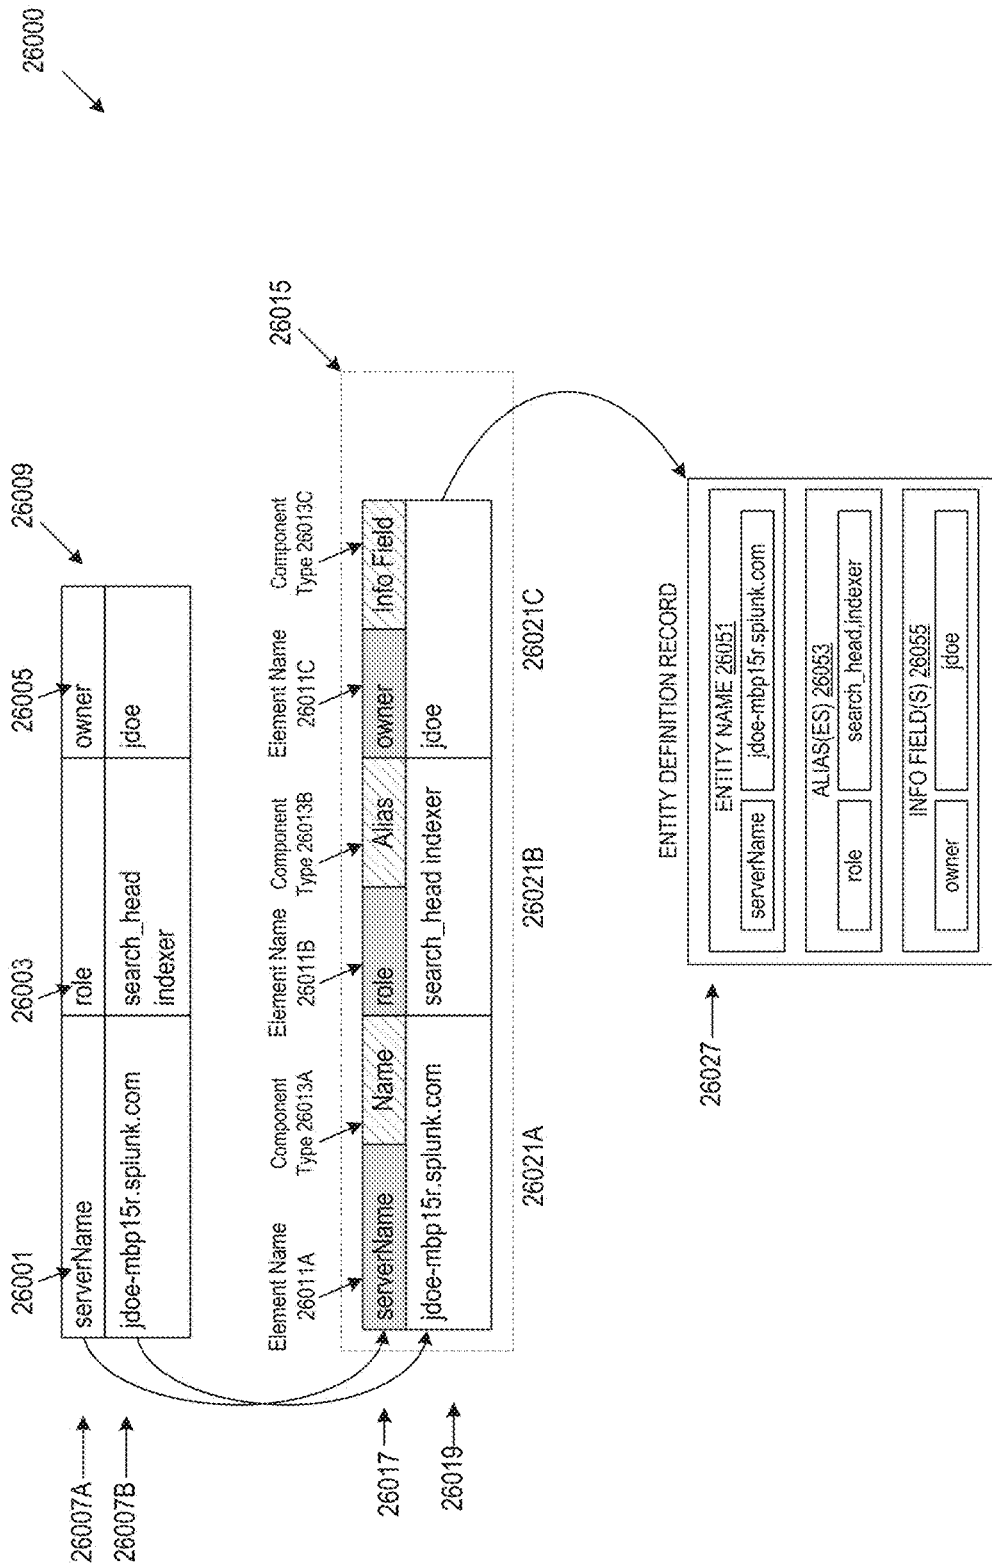 26000
26001
26003
26005
26009
26007A
serverName
role
owner
26007B
jdoe-mbp15r.splunk.com
search_head
indexer
jdoe
26015
Element Name
26011A
Component
Type 26013A
Element Name
26011B
Component
Type 26013B
Element Name
26011C
Component
Type 26013C
26017
serverName
Name
role
Alias
owner
Info Field
26019
jdoe-mbp15r.splunk.com
search_head indexer
jdoe
26021A
26021B
26021C
ENTITY DEFINITION RECORD
26027
ENTITY NAME 26051
serverName
jdoe-mbp15r.splunk.com
ALIAS(ES) 26053
role
search_head,indexer
INFO FIELD(S) 26055
owner
jdoe